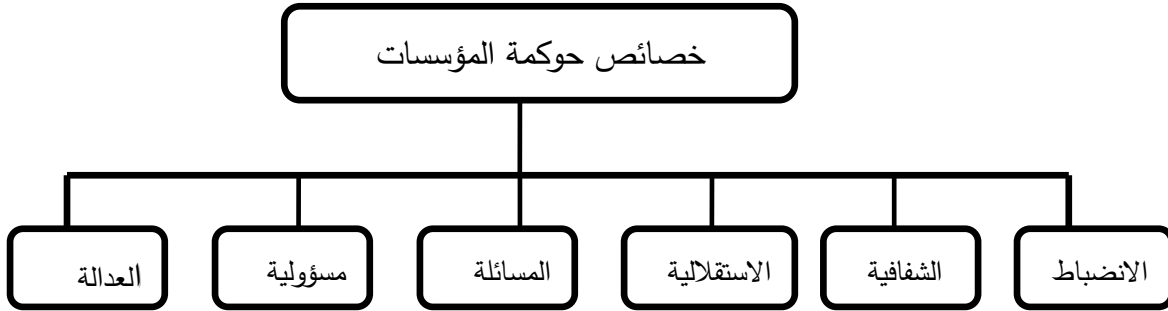 خصائص حوكمة المؤسسات
الانضباط
الشفافية
الاستقلالية
المسائلة
مسؤولية
العدالة